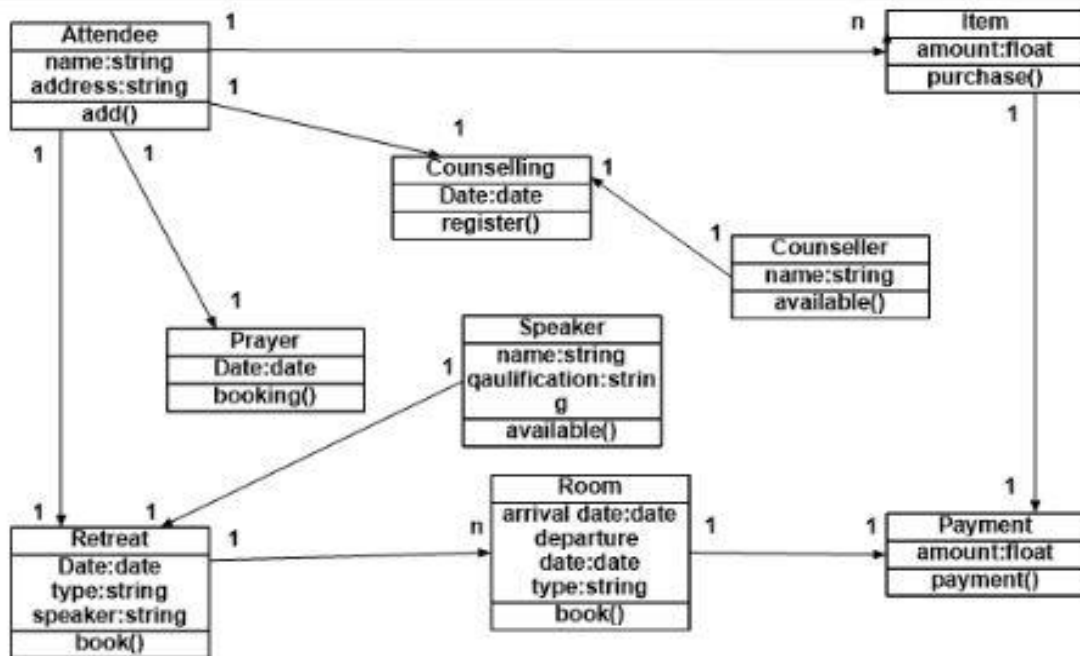 1
n
Attendee
name:string
address:string
add()
Item
amount:float
purchase()
1
1
1
1
1
1
Counselling
Date:date
register()
1
1
Counseller
name:string
available()
1
Prayer
Date:date
booking()
Speaker
name:string
qaulification:strin
g
available()
1
1
1
Retreat
Date:date
type:string
speaker:string
book()
1
n
Room
arrival date:date
departure
date:date
type:string
book()
1
1
1
Payment
amount:float
payment()